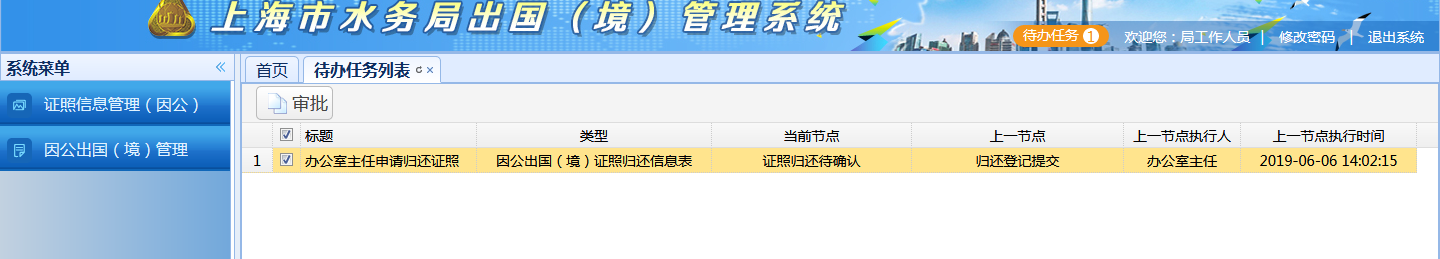 上海市水务局出国（境）管理系统
待办任务 1 欢迎您：局工作人员 | 修改密码 | 退出系统
系统菜单
首页 待办任务列表
证照信息管理（因公）
因公出国（境）管理
审批
标题 类型 当前节点 上一节点 上一节点执行人 上一节点执行时间
1 办公室主任申请归还证照 因公出国（境）证照归还信息表 证照归还待确认 归还登记提交 办公室主任 2019-06-06 14:02:15